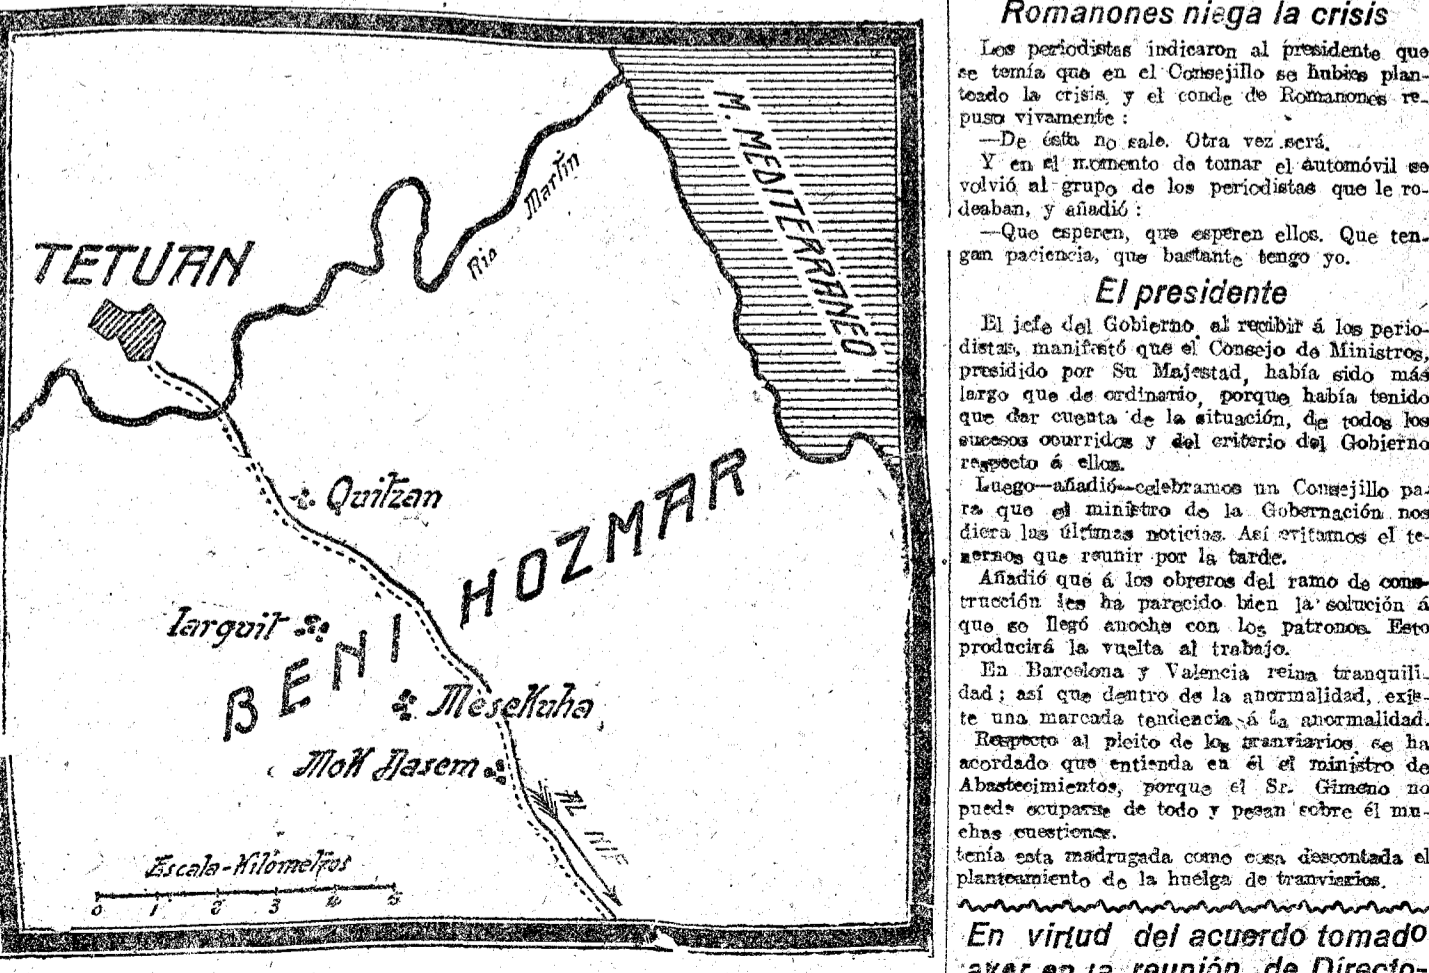 TETUAN
Rio Martin
M. MEDITERRANEO
Quitzan
BENI HOZMAR
Iarguit
Mesekuha
Mok Dasem
AL
Escala-Kilómetros
0 1 2 3 4 5
Romanones niega la crisis
Los periodistas indicaron al presidente que
se temía que en el Consejillo se hubies plan-
teado la crisis, y el conde de Romanones re-
puso vivamente:
—De ésta no sale. Otra vez será.
Y en el momento de tomar el automóvil se
volvió al grupo de los periodistas que le ro-
deaban, y añadió:
—Que esperen, que esperen ellos. Que ten-
gan paciencia, que bastante tengo yo.
El presidente
El jefe del Gobierno, al recibir á los perio-
distas, manifestó que el Consejo de Ministros,
presidido por Su Majestad, había sido más
largo que de ordinario, porque había tenido
que dar cuenta de la situación, de todos los
sucesos ocurridos y del criterio del Gobierno
respecto á ellos.
Luego—añadió—celebramos un Consejillo pa-
ra que el ministro de la Gobernación nos
diera las últimas noticias. Así evitamos el te-
nernos que reunir por la tarde.
Añadió que á los obreros del ramo de cons-
trucción les ha parecido bien la solución á
que se llegó anoche con los patronos. Esto
producirá la vuelta al trabajo.
En Barcelona y Valencia reina tranquili-
dad; así que dentro de la anormalidad, exis-
te una marcada tendencia á la anormalidad.
Respecto al pleito de los tranviarios, se ha
acordado que entienda en él el ministro de
Abastecimientos, porque el Sr. Gimeno no
puede ocuparse de todo y pesan sobre él mu-
chas cuestiones.
tenía esta madrugada como cosa descontada el
planteamiento de la huelga de tranviarios.
En virtud del acuerdo tomado
ayer en la reunión de Directo-